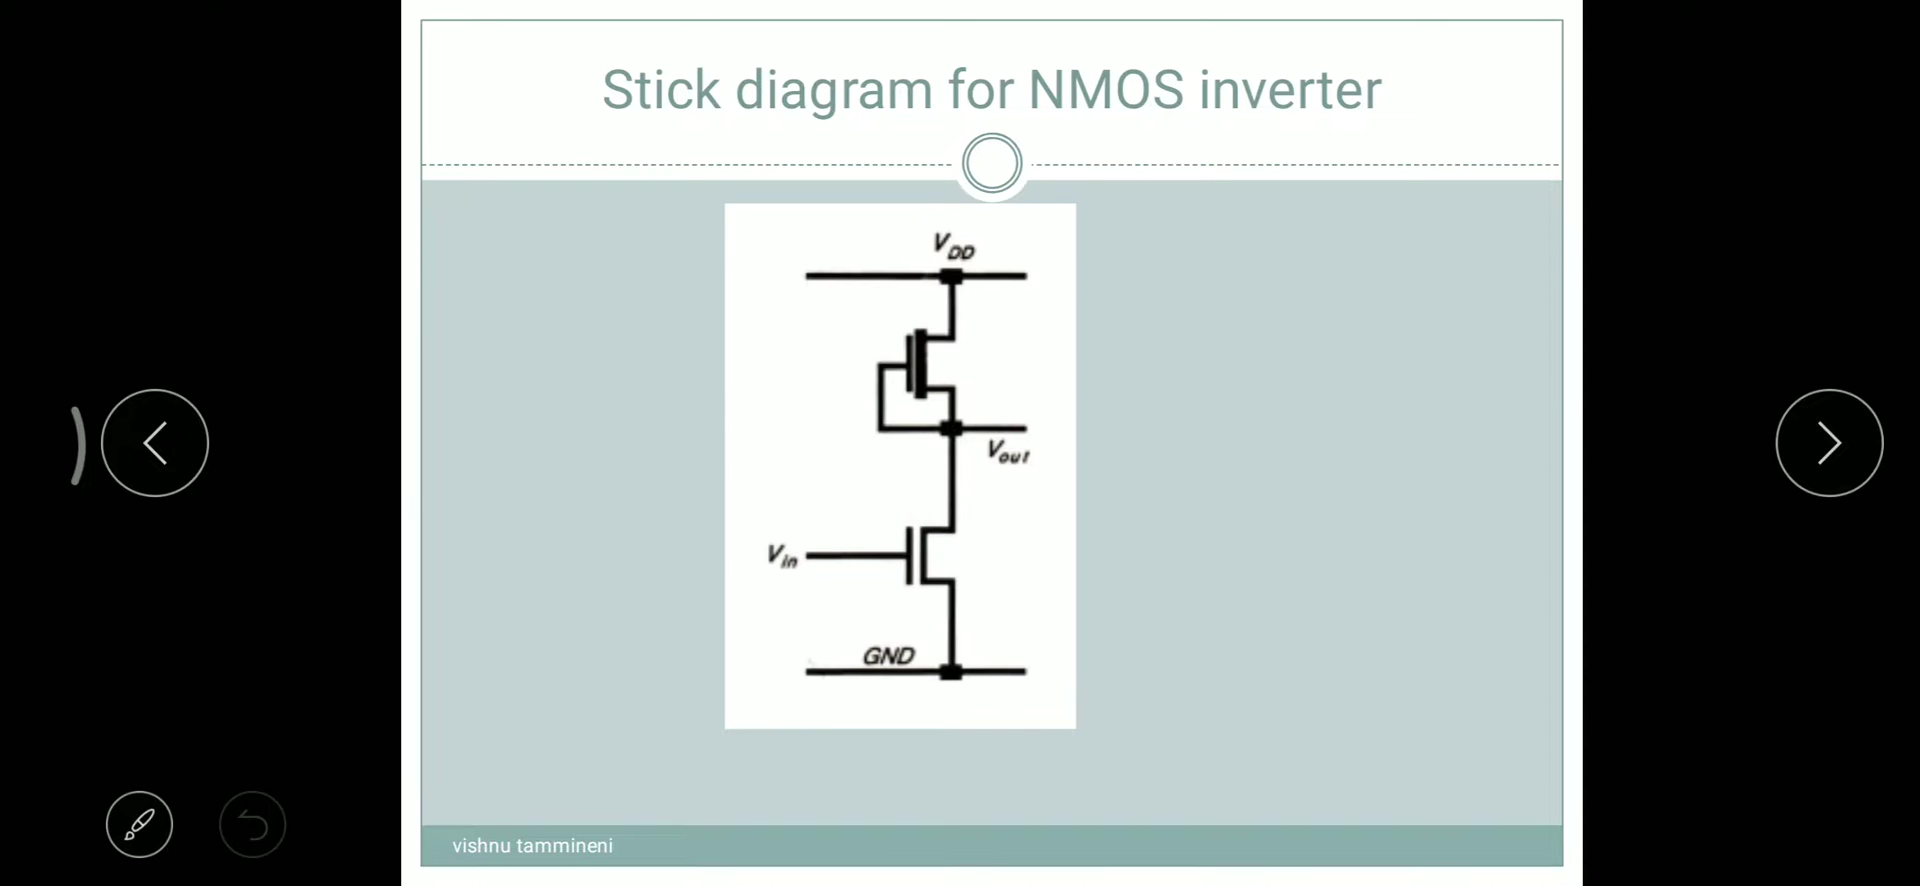 Stick diagram for NMOS inverter
VDD
Vout
Vin
GND
vishnu tammineni